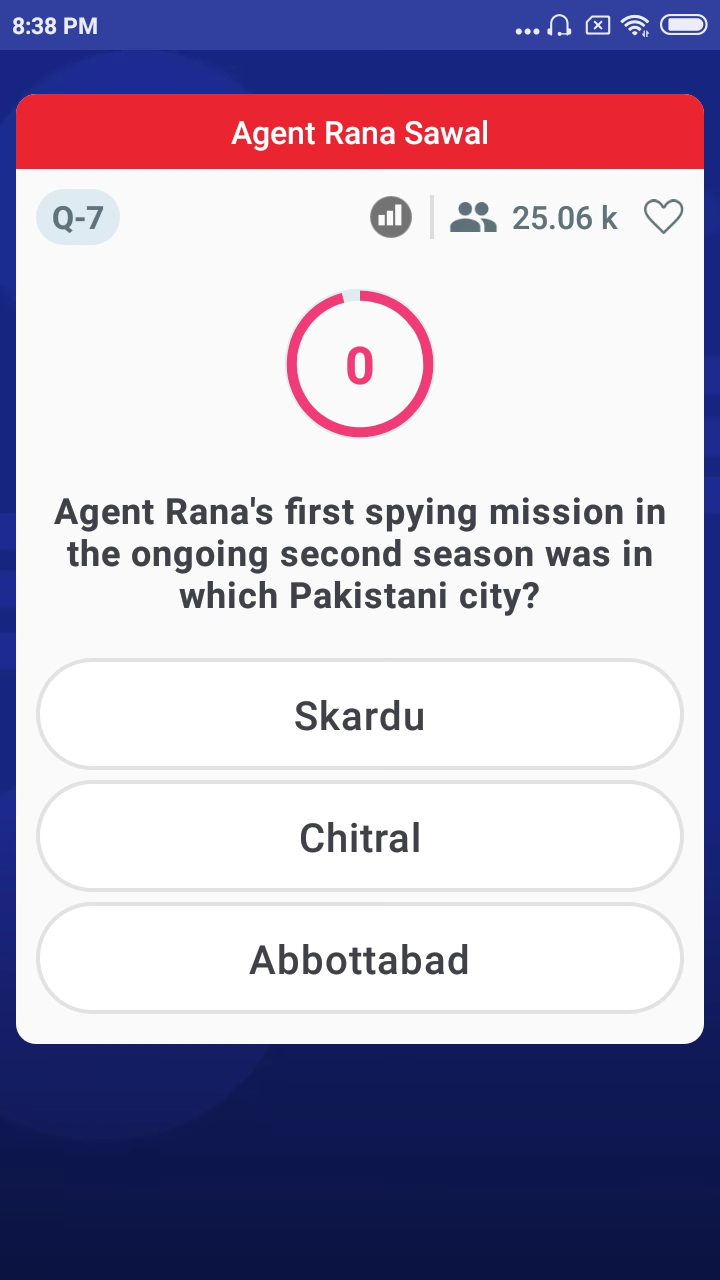 8:38 PM
Agent Rana Sawal
Q-7
25.06 k
0
Agent Rana's first spying mission in
the ongoing second season was in
which Pakistani city?
Skardu
Chitral
Abbottabad